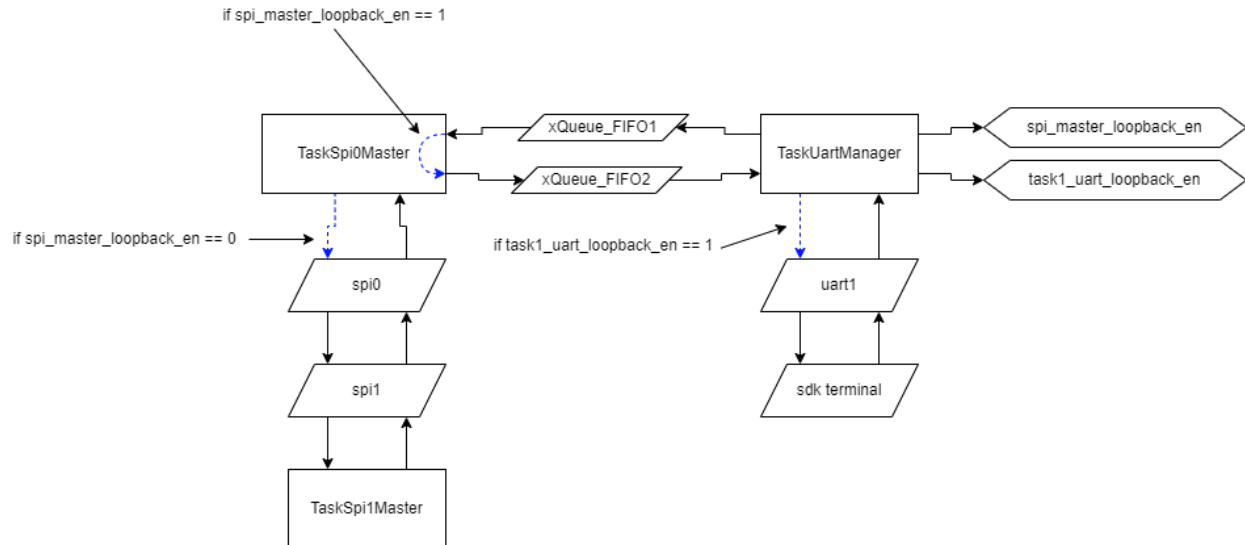 if spi_master_loopback_en == 1
xQueue_FIFO1
spi_master_loopback_en
TaskSpi0Master
TaskUartManager
xQueue_FIFO2
task1_uart_loopback_en
if spi_master_loopback_en == 0
if task1_uart_loopback_en == 1
spi0
uart1
spi1
sdk terminal
TaskSpi1Master